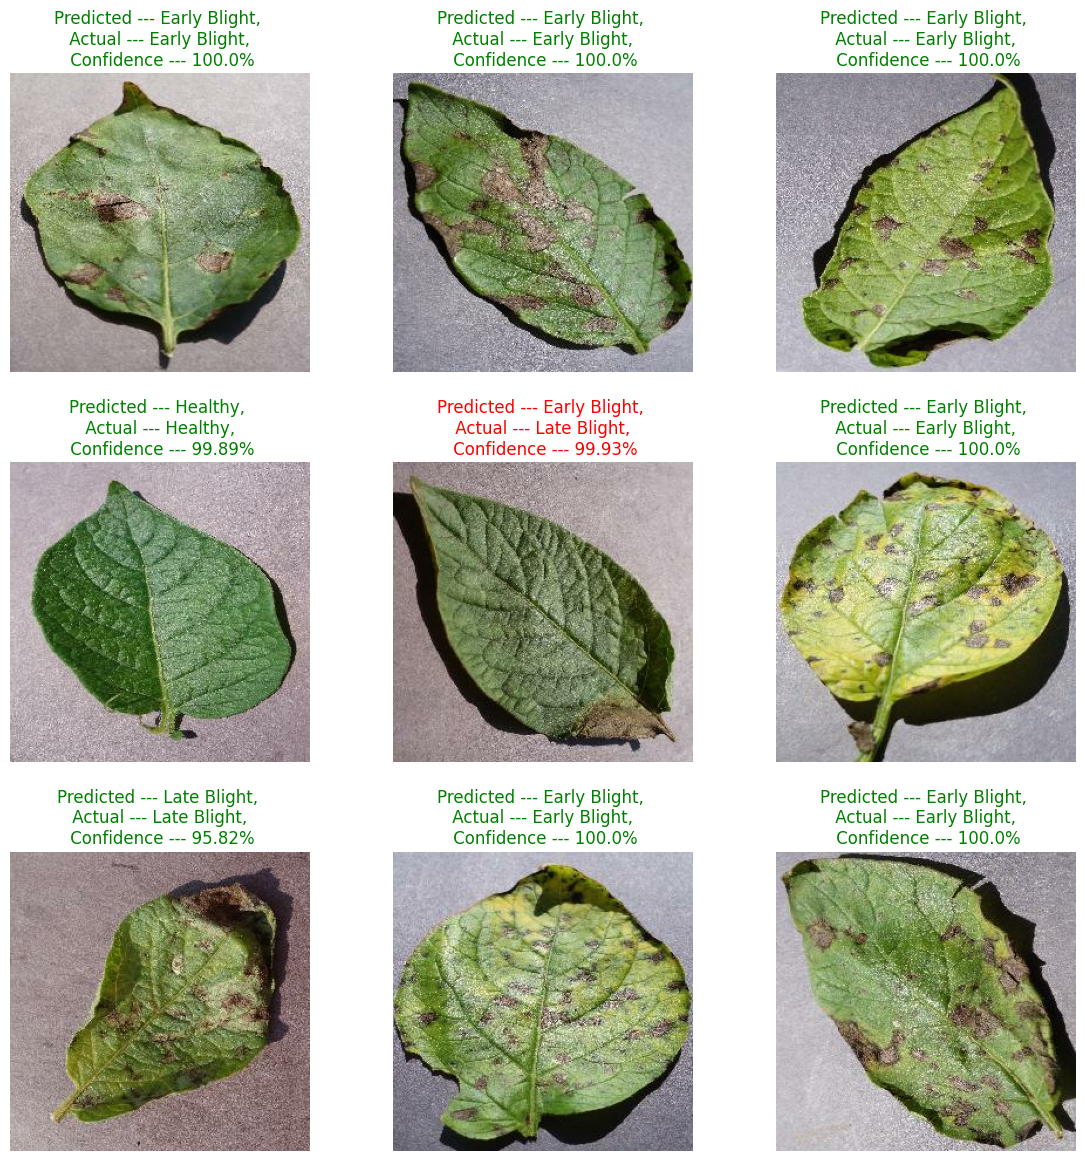 Predicted --- Early Blight,
Actual --- Early Blight,
Confidence --- 100.0%
Predicted --- Early Blight,
Actual --- Early Blight,
Confidence --- 100.0%
Predicted --- Early Blight,
Actual --- Early Blight,
Confidence --- 100.0%
Predicted --- Healthy,
Actual --- Healthy,
Confidence --- 99.89%
Predicted --- Early Blight,
Actual --- Late Blight,
Confidence --- 99.93%
Predicted --- Early Blight,
Actual --- Early Blight,
Confidence --- 100.0%
Predicted --- Late Blight,
Actual --- Late Blight,
Confidence --- 95.82%
Predicted --- Early Blight,
Actual --- Early Blight,
Confidence --- 100.0%
Predicted --- Early Blight,
Actual --- Early Blight,
Confidence --- 100.0%